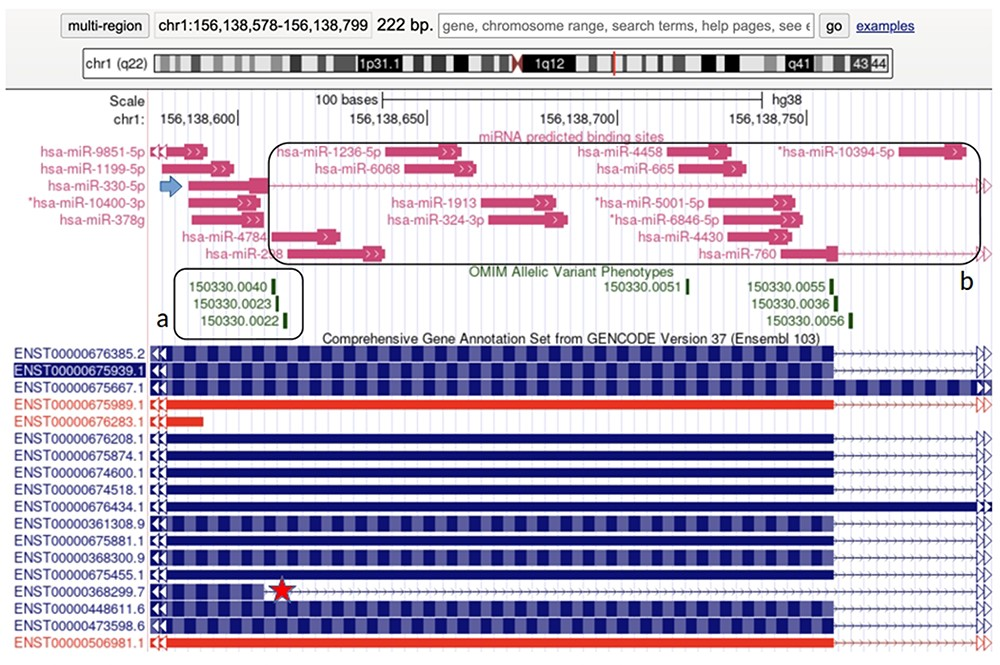 multi-region chr1:156,138,578-156,138,799 222 bp. gene, chromosome range, search terms, help pages, see e go examples
chr1 (q22) 1p31.1 1q12 q41 43 44
Scale 100 bases hg38
chr1: 156,138,600 156,138,650 156,138,700 156,138,750
miRNA predicted binding sites
hsa-miR-9851-5p hsa-miR-1236-5p hsa-miR-4458 *hsa-miR-10394-5p
hsa-miR-1199-5p hsa-miR-6068 hsa-miR-665
hsa-miR-330-5p
*hsa-miR-10400-3p hsa-miR-1913 *hsa-miR-5001-5p
hsa-miR-378g hsa-miR-324-3p *hsa-miR-6846-5p
hsa-miR-4784 hsa-miR-4430
hsa-miR-298 hsa-miR-760
b
OMIM Allelic Variant Phenotypes
150330.0040 150330.0051 150330.0055
150330.0023 150330.0036
a 150330.0022 150330.0056
Comprehensive Gene Annotation Set from GENCODE Version 37 (Ensembl 103)
ENST00000676385.2
ENST00000675939.1
ENST00000675667.1
ENST00000675989.1
ENST00000676283.1
ENST00000676208.1
ENST00000675874.1
ENST00000674600.1
ENST00000674518.1
ENST00000676434.1
ENST00000361308.9
ENST00000675881.1
ENST00000368300.9
ENST00000675455.1
ENST00000368299.7
ENST00000448611.6
ENST00000473598.6
ENST00000506981.1